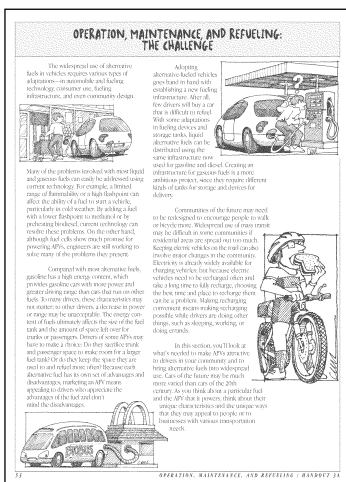 OPERATION, MAINTENANCE, AND REFUELING:
THE CHALLENGE
The widespread use of alternative
fuels in vehicles requires various types of
adaptations—in automobile and fueling
technology, consumer use, fueling
infrastructure, and even community design.
Many of the problems involved with most liquid
and gaseous fuels can easily be addressed using
current technology. For example, a limited
range of flammability or a high flashpoint can
affect the ability of a fuel to start a vehicle,
particularly in cold weather. By adding a fuel
with a lower flashpoint to methanol or by
preheating biodiesel, current technology can
resolve these problems. On the other hand,
although fuel cells show much promise for
powering AFVs, engineers are still working to
solve many of the problems they present.
Compared with most alternative fuels,
gasoline has a high energy content, which
provides gasoline cars with more power and
greater driving range than cars that run on other
fuels. To many drivers, these characteristics may
not matter; to other drivers, a decrease in power
or range may be unacceptable. The energy con-
tent of fuels ultimately affects the size of the fuel
tank and the amount of space left over for
trunks or passengers. Drivers of some AFVs may
have to make a choice: Do they sacrifice trunk
and passenger space to make room for a larger
fuel tank? Or do they keep the space they are
used to and refuel more often? Because each
alternative fuel has its own set of advantages and
disadvantages, marketing an AFV means
appealing to drivers who appreciate the
advantages of the fuel and don't
mind the disadvantages.
Adopting
alternative-fueled vehicles
goes hand in hand with
establishing a new fueling
infrastructure. After all,
few drivers will buy a car
that is difficult to refuel.
With some adaptations
in fueling devices and
storage tanks, liquid
alternative fuels can be
distributed using the
same infrastructure now
used for gasoline and diesel. Creating an
infrastructure for gaseous fuels is a more
ambitious project, since they require different
kinds of tanks for storage and devices for
delivery.
Communities of the future may need
to be redesigned to encourage people to walk
or bicycle more. Widespread use of mass transit
may be difficult in some communities if
residential areas are spread out too much.
Keeping electric vehicles on the road can also
involve major changes in the community.
Electricity is already widely available for
charging vehicles, but because electric
vehicles need to be recharged often and
take a long time to fully recharge, choosing
the best time and place to recharge them
can be a problem. Making recharging
convenient means making recharging
possible while drivers are doing other
things, such as sleeping, working, or
doing errands.
In this section, you'll look at
what's needed to make AFVs attractive
to drivers in your community and to
bring alternative fuels into widespread
use. Cars of the future may be much
more varied than cars of the 20th
century. As you think about a particular fuel
and the AFV that it powers, think about their
unique characteristics and the unique ways
that they may appeal to people or to
businesses with various transportation
needs.
EXPRESS
53
OPERATION, MAINTENANCE, AND REFUELING / HANDOUT 3A